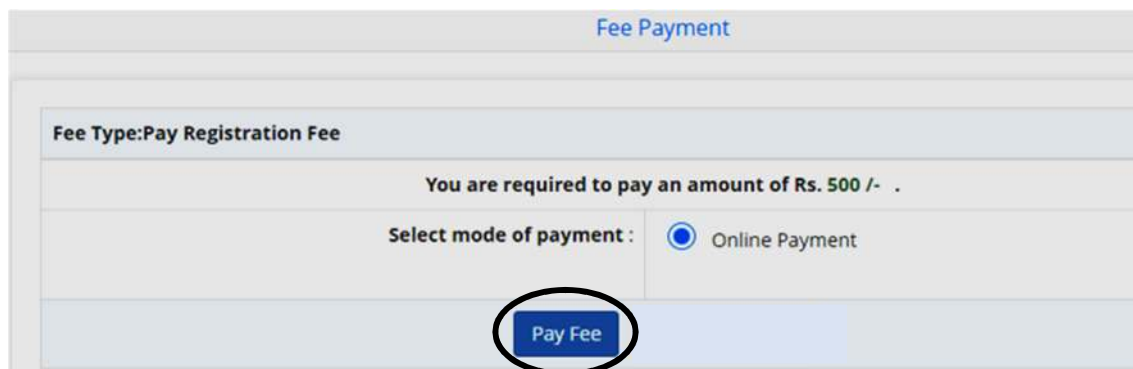 Fee Payment
Fee Type:Pay Registration Fee
You are required to pay an amount of Rs. 500 /- .
Select mode of payment : Online Payment
Pay Fee